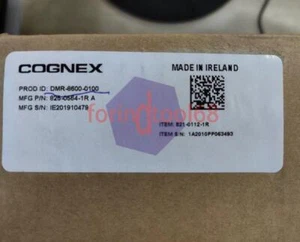 COGNEX
MADE IN IRELAND
PROD ID: DMR-8600-0100
MFG P/N: 825-0564-1R A
MFG S/N: IE201910479
ITEM: 821-0112-1R
ITEM S/N: 1A2010PP063493